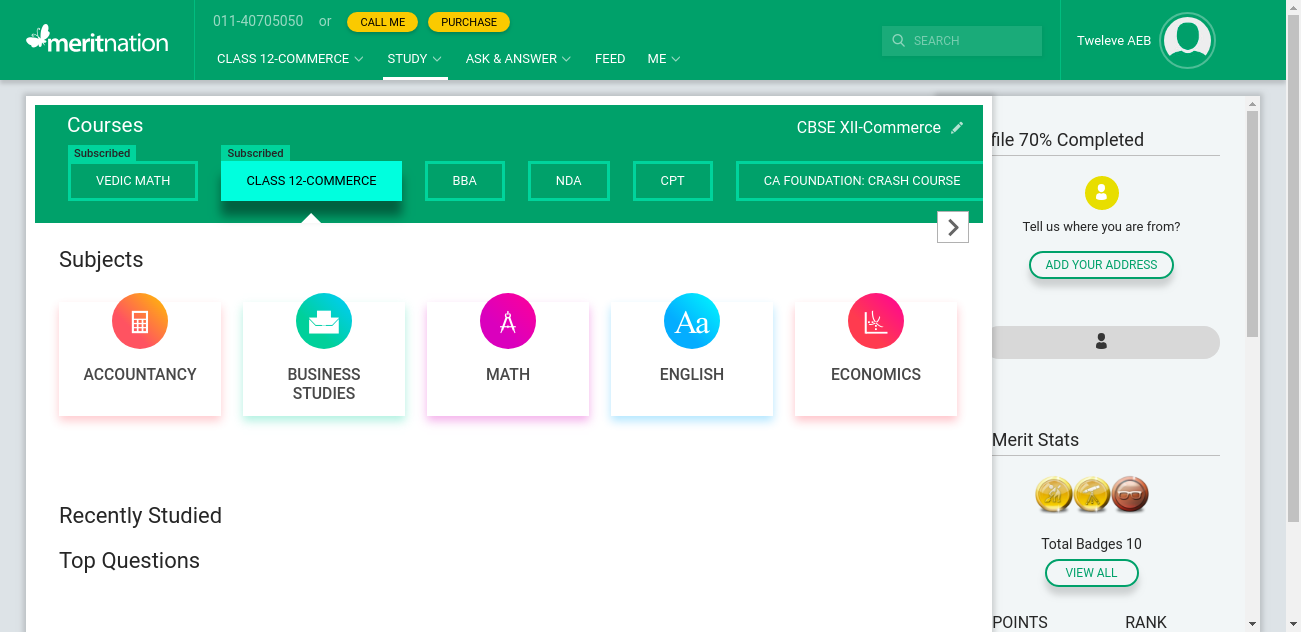 011-40705050 or CALL ME PURCHASE
meritnation
CLASS 12-COMMERCE STUDY ASK & ANSWER FEED ME
SEARCH
Tweleve AEB
Courses
CBSE XII-Commerce
Subscribed
VEDIC MATH
Subscribed
CLASS 12-COMMERCE
BBA
NDA
CPT
CA FOUNDATION: CRASH COURSE
Subjects
ACCOUNTANCY
BUSINESS
STUDIES
MATH
Aa
ENGLISH
ECONOMICS
Recently Studied
Top Questions
file 70% Completed
Tell us where you are from?
ADD YOUR ADDRESS
Merit Stats
Total Badges 10
VIEW ALL
POINTS RANK